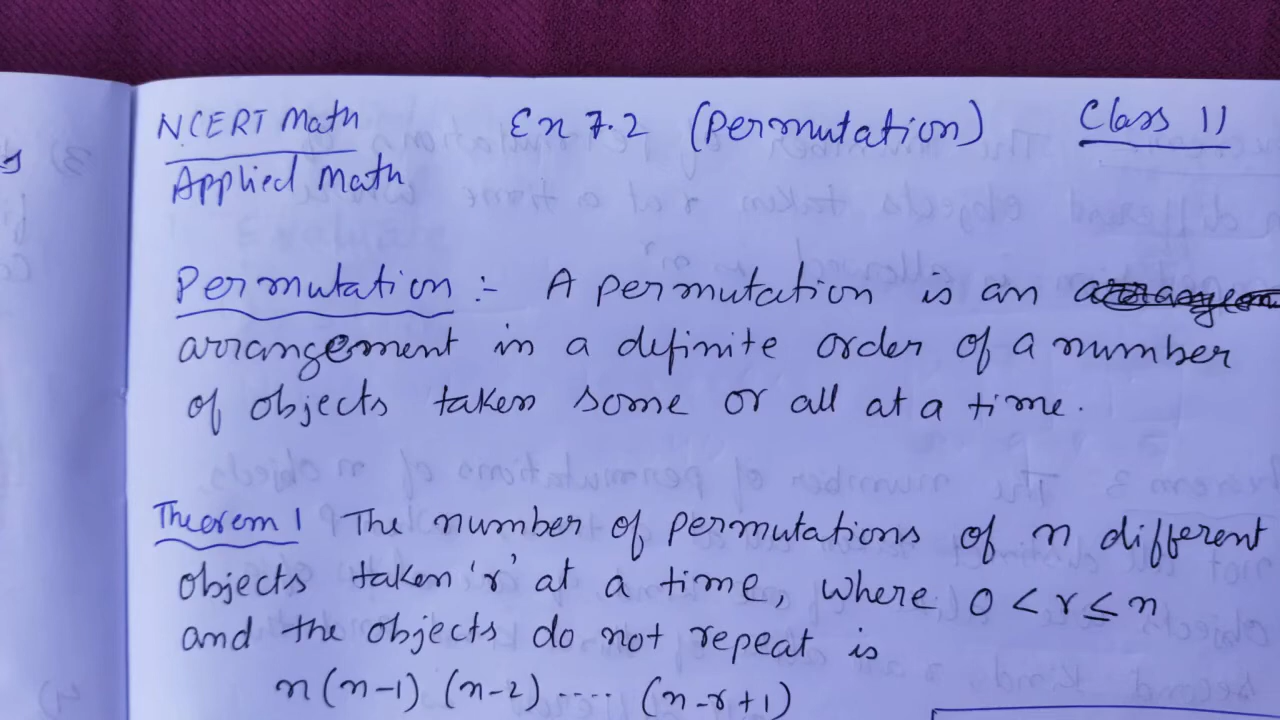 NCERT Math Ex 7.2 (Permutation) Class 11
Applied Math
Permutation :- A permutation is an
arrangement in a definite order of a number
of objects taken some or all at a time.
Theorem 1 The number of permutations of n different
objects taken 'r' at a time, where 0 < r ≤ n
and the objects do not repeat is
n(n-1) (n-2) ..... (n-r+1)